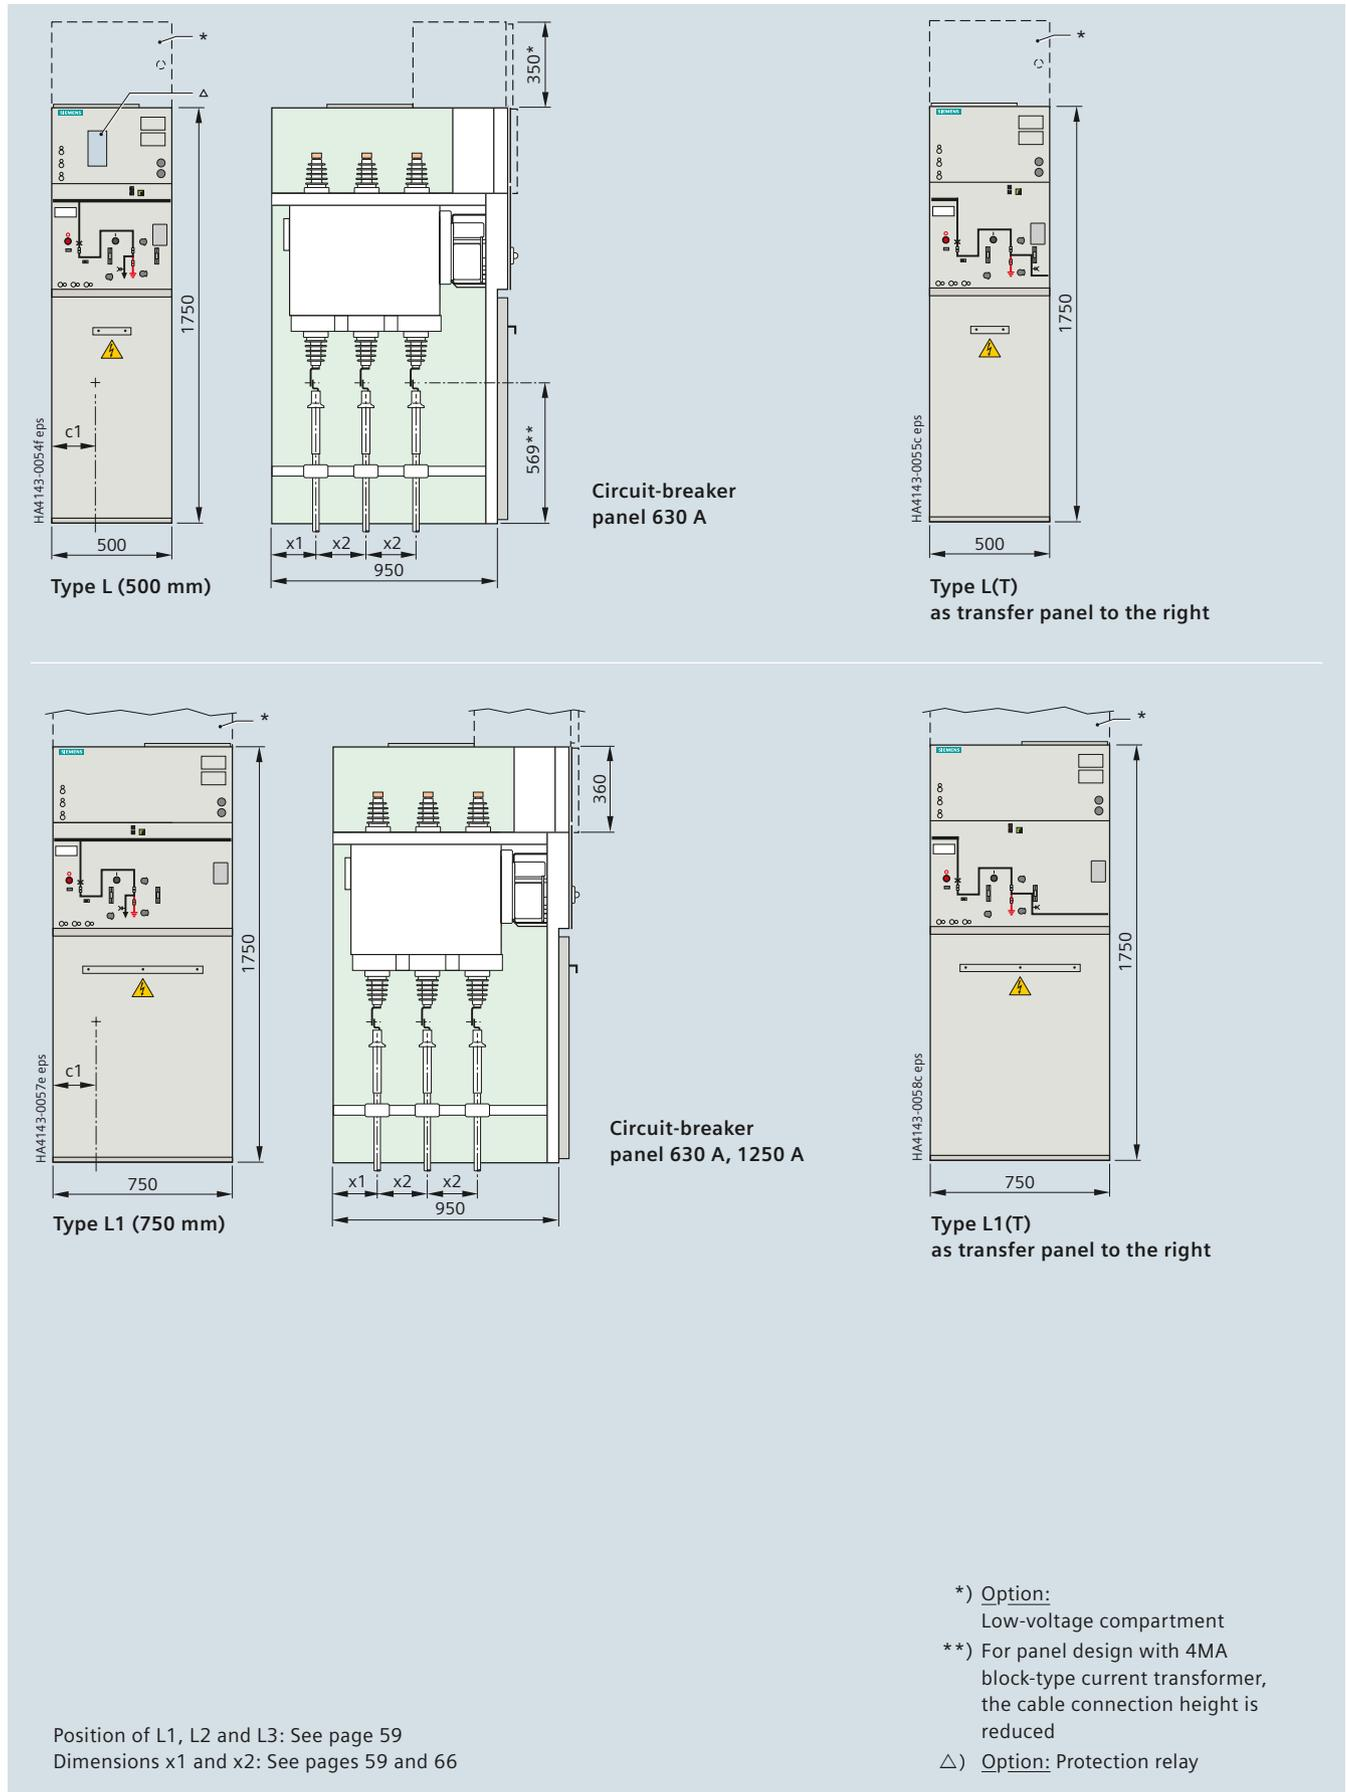 *
△
SIEMENS
1750
c1
HA4143-0054f eps
500
Type L (500 mm)
350*
569**
x1
x2
x2
950
Circuit-breaker
panel 630 A
*
SIEMENS
1750
HA4143-0055c eps
500
Type L(T)
as transfer panel to the right
*
SIEMENS
1750
c1
HA4143-0057e eps
750
Type L1 (750 mm)
360
x1
x2
x2
950
Circuit-breaker
panel 630 A, 1250 A
*
SIEMENS
1750
HA4143-0058c eps
750
Type L1(T)
as transfer panel to the right
*) Option:
Low-voltage compartment
**) For panel design with 4MA
block-type current transformer,
the cable connection height is
reduced
△) Option: Protection relay
Position of L1, L2 and L3: See page 59
Dimensions x1 and x2: See pages 59 and 66